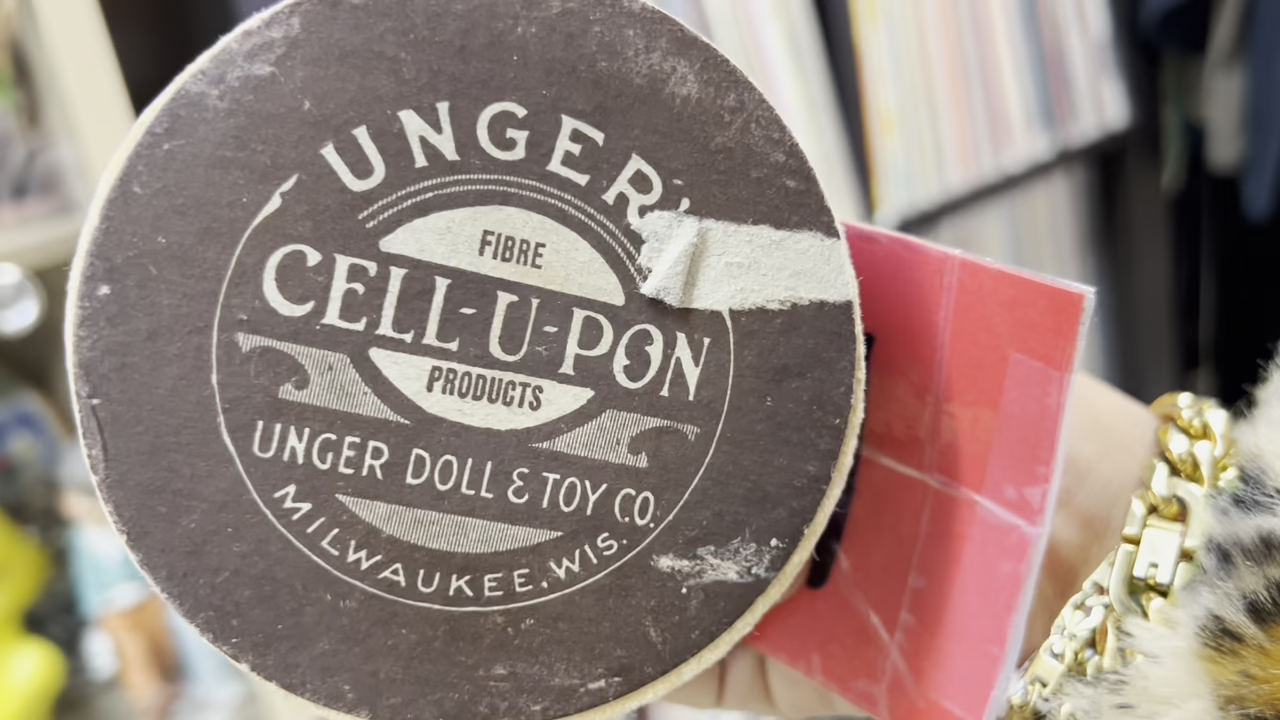 UNGER'
FIBRE
CELL-U-PON
PRODUCTS
UNGER DOLL & TOY CO.
MILWAUKEE, WIS.